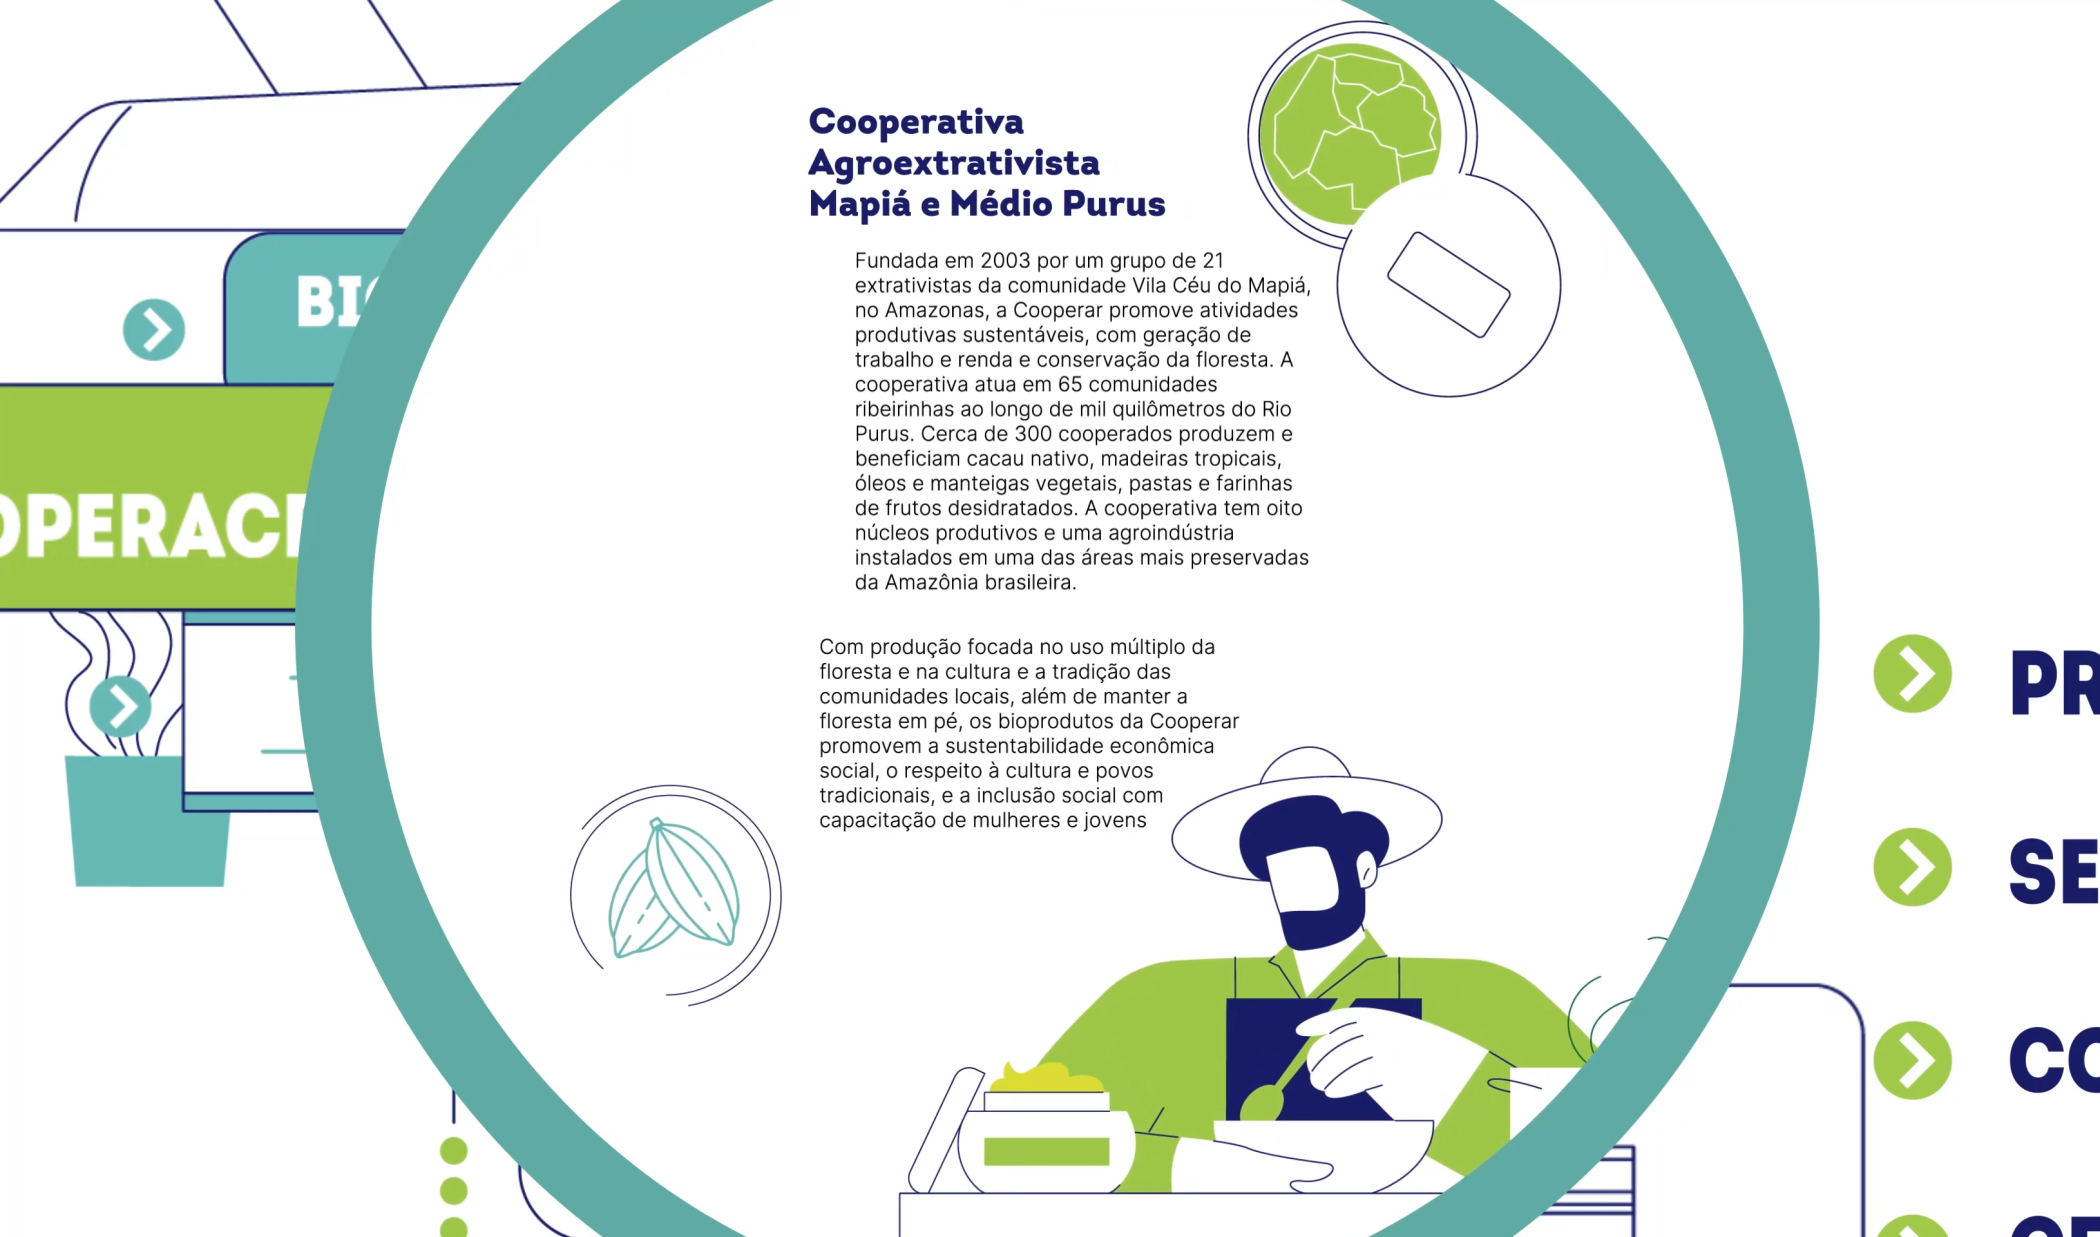 Cooperativa
Agroextrativista
Mapiá e Médio Purus
Fundada em 2003 por um grupo de 21
extrativistas da comunidade Vila Céu do Mapiá,
no Amazonas, a Cooperar promove atividades
produtivas sustentáveis, com geração de
trabalho e renda e conservação da floresta. A
cooperativa atua em 65 comunidades
ribeirinhas ao longo de mil quilômetros do Rio
Purus. Cerca de 300 cooperados produzem e
beneficiam cacau nativo, madeiras tropicais,
óleos e manteigas vegetais, pastas e farinhas
de frutos desidratados. A cooperativa tem oito
núcleos produtivos e uma agroindústria
instalados em uma das áreas mais preservadas
da Amazônia brasileira.
Com produção focada no uso múltiplo da
floresta e na cultura e a tradição das
comunidades locais, além de manter a
floresta em pé, os bioprodutos da Cooperar
promovem a sustentabilidade econômica
social, o respeito à cultura e povos
tradicionais, e a inclusão social com
capacitação de mulheres e jovens
BI
OPERAC
PR
SE
CO